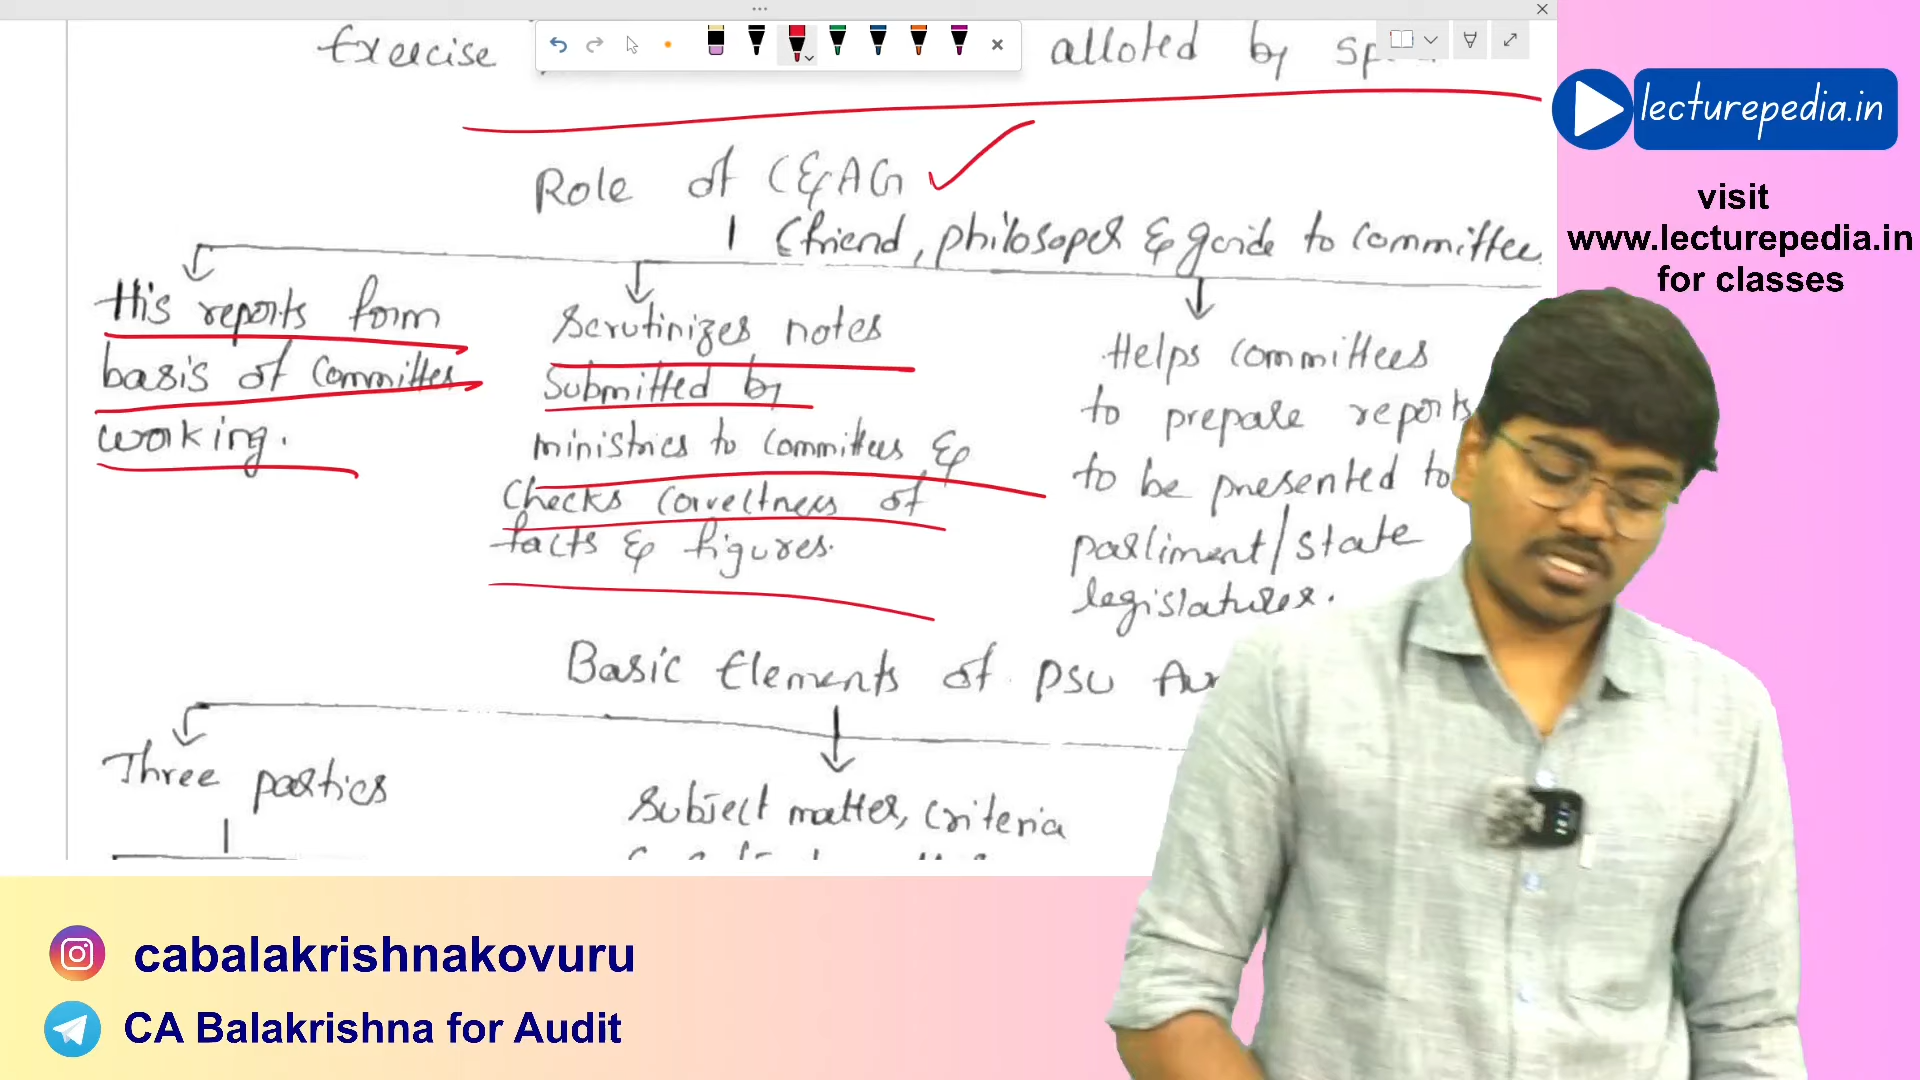 Exercise alloted by
Role of C&AG
(friend, philosoper & guide to committee
His reports form
basis of Committee
working.
Scrutinizes notes
submitted by
ministries to committees &
Checks correctness of
facts & figures.
Helps committees
to prepare reports
to be presented to
parliment/state
legislatures.
Basic Elements of PSU
Three parties
Subject matter, criteria
lecturepedia.in
visit
www.lecturepedia.in
for classes
cabalakrishnakovuru
CA Balakrishna for Audit